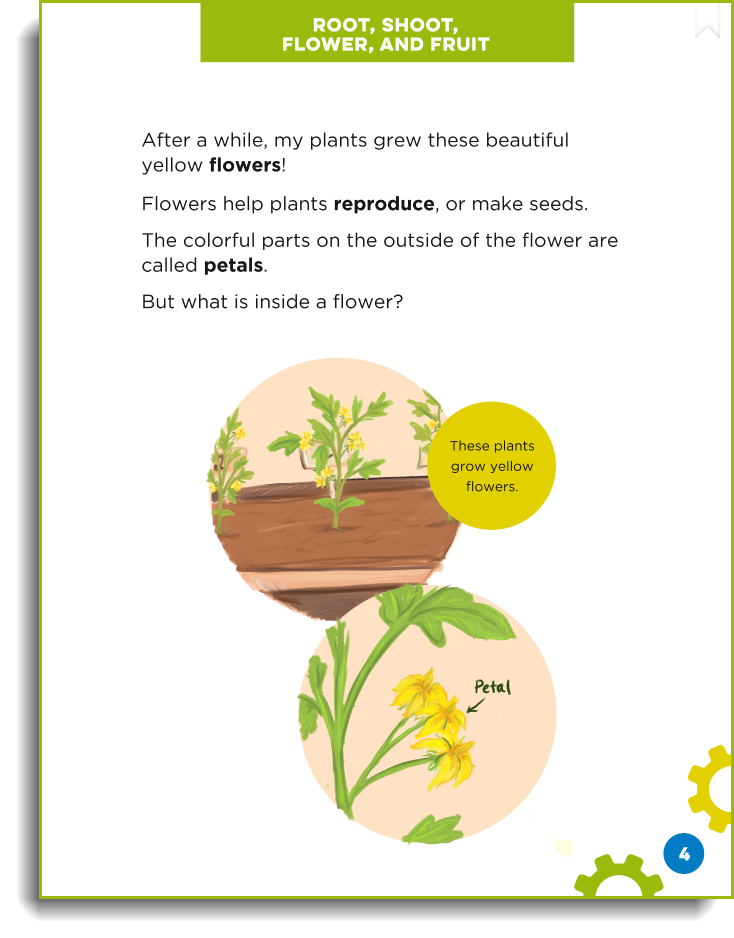 ROOT, SHOOT,
FLOWER, AND FRUIT
After a while, my plants grew these beautiful
yellow flowers!
Flowers help plants reproduce, or make seeds.
The colorful parts on the outside of the flower are
called petals.
But what is inside a flower?
These plants
grow yellow
flowers.
Petal
4